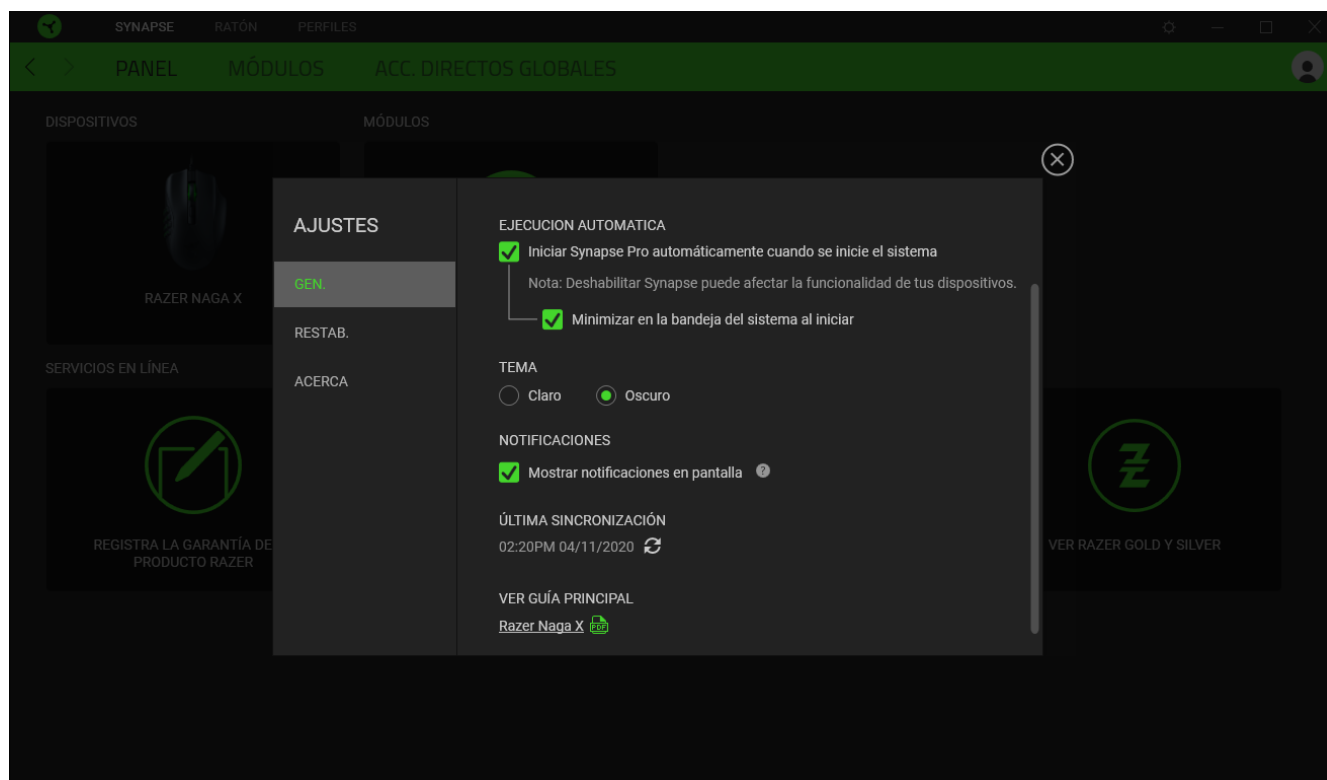 SYNAPSE RATÓN PERFILES
PANEL MÓDULOS ACC. DIRECTOS GLOBALES
DISPOSITIVOS MÓDULOS
RAZER NAGA X
SERVICIOS EN LÍNEA
REGISTRA LA GARANTÍA DE
PRODUCTO RAZER
VER RAZER GOLD Y SILVER
AJUSTES
GEN.
RESTAB.
ACERCA
EJECUCION AUTOMATICA
Iniciar Synapse Pro automáticamente cuando se inicie el sistema
Nota: Deshabilitar Synapse puede afectar la funcionalidad de tus dispositivos.
Minimizar en la bandeja del sistema al iniciar
TEMA
Claro Oscuro
NOTIFICACIONES
Mostrar notificaciones en pantalla ?
ÚLTIMA SINCRONIZACIÓN
02:20PM 04/11/2020
VER GUÍA PRINCIPAL
Razer Naga X PDF